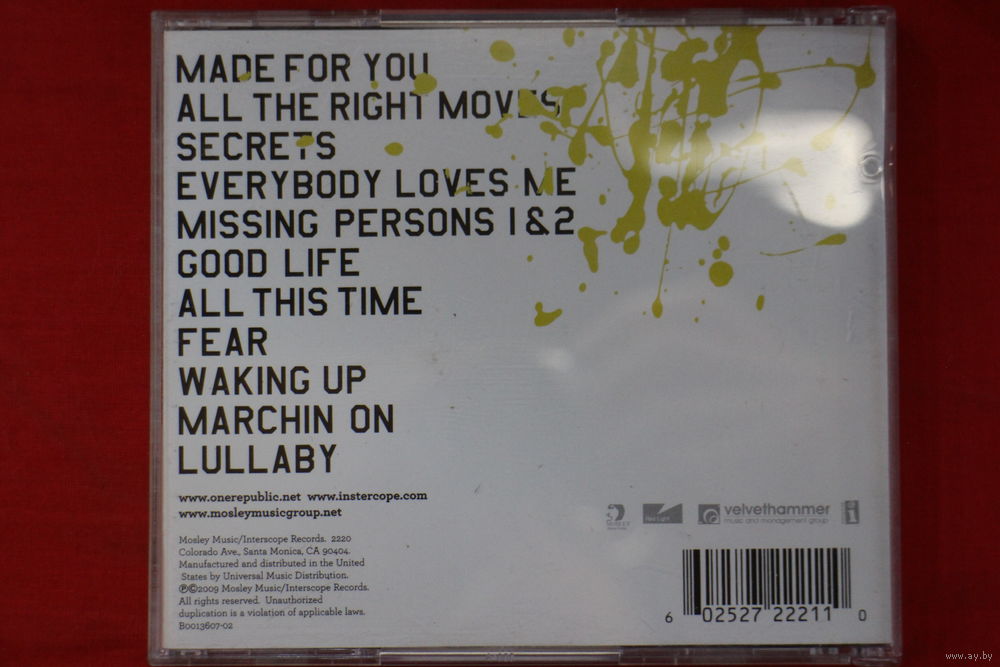 MADE FOR YOU
ALL THE RIGHT MOVES
SECRETS
EVERYBODY LOVES ME
MISSING PERSONS 1 & 2
GOOD LIFE
ALL THIS TIME
FEAR
WAKING UP
MARCHIN ON
LULLABY
www.onerepublic.net www.instercope.com
www.mosleymusicgroup.net
Mosley Music/Interscope Records. 2220
Colorado Ave., Santa Monica, CA 90404.
Manufactured and distributed in the United
States by Universal Music Distribution.
℗©2009 Mosley Music/Interscope Records.
All rights reserved. Unauthorized
duplication is a violation of applicable laws.
B0013607-02
MOSLEY
velvethammer
music and management group
6 02527 22211 0
www.ay.by